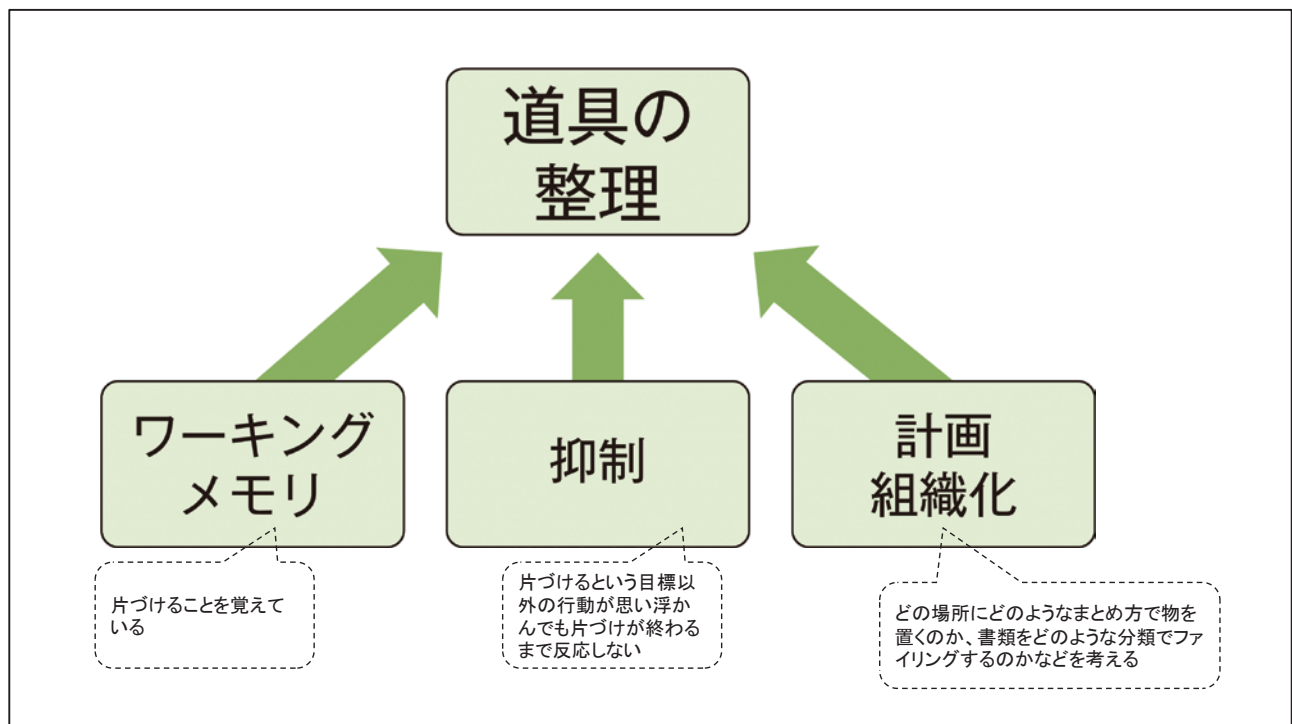 道具の
整理
ワーキング
メモリ
抑制
計画
組織化
片づけることを覚えて
いる
片づけるという目標以
外の行動が思い浮か
んでも片づけが終わる
まで反応しない
どの場所にどのようなまとめ方で物を
置くのか、書類をどのような分類でファ
イリングするのかなどを考える